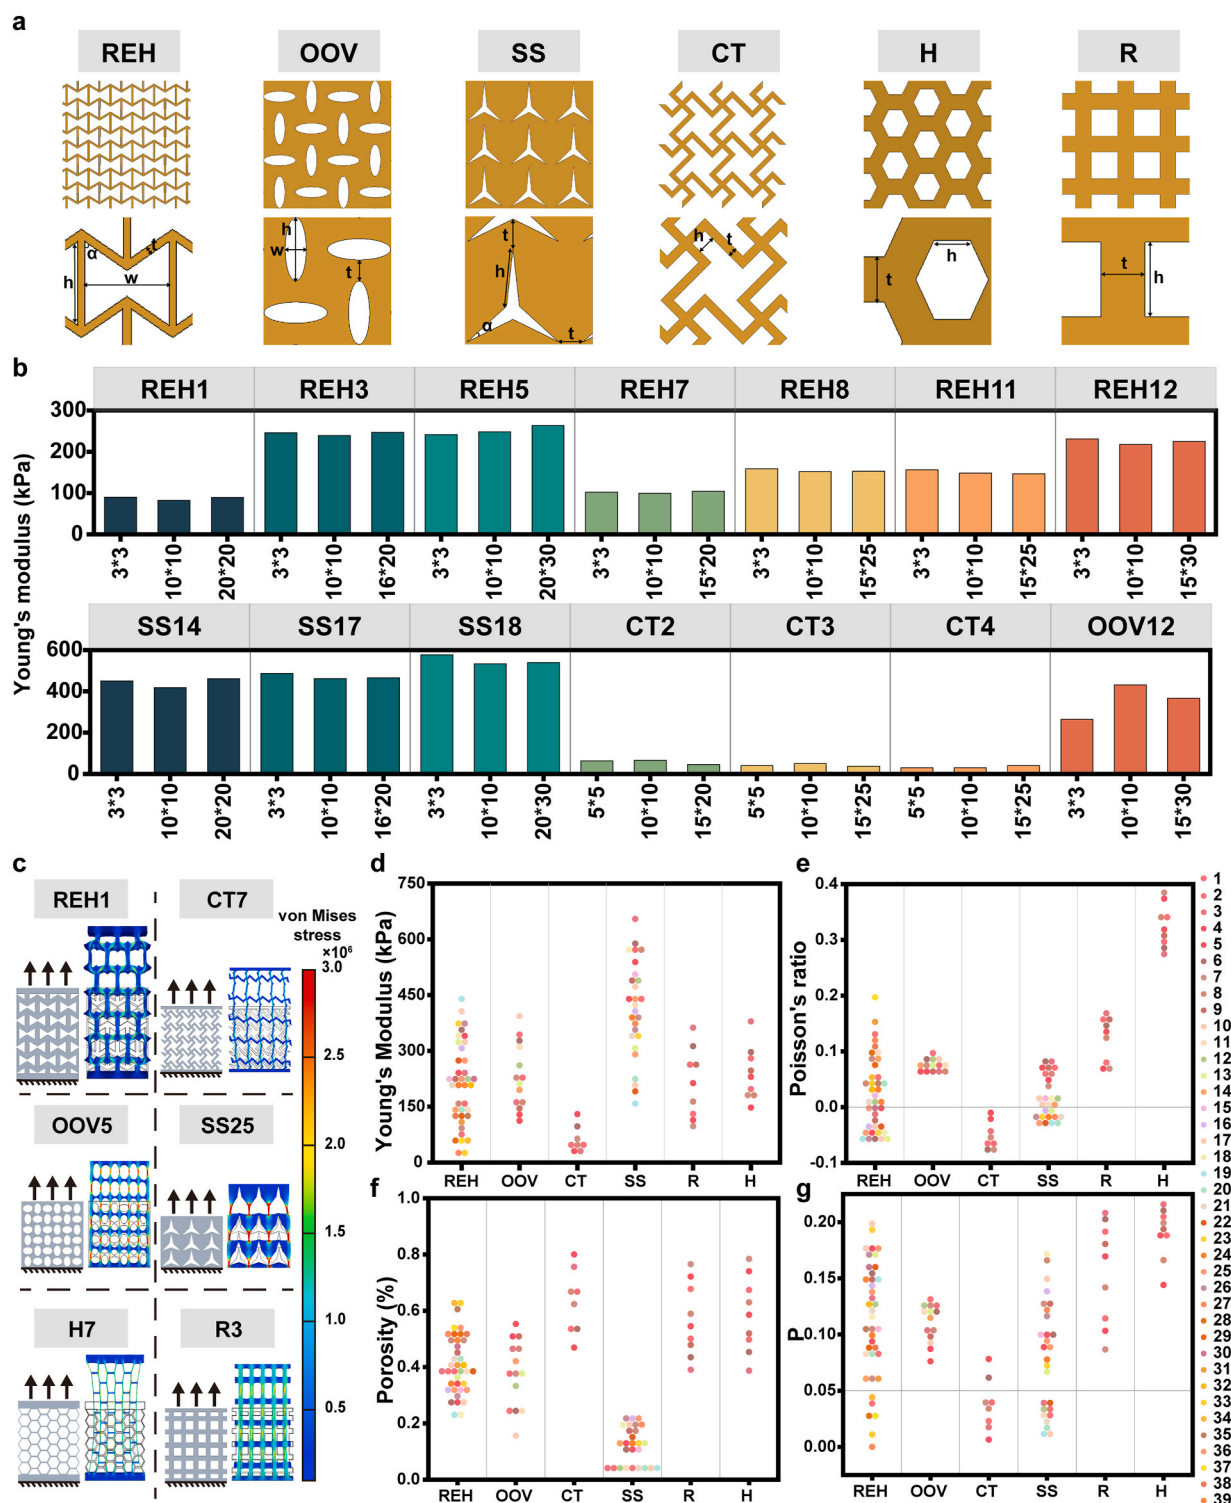 a
REH OOV SS CT H R
h α t w
h w t
t h α t
h t
t h
t h
b
REH1 REH3 REH5 REH7 REH8 REH11 REH12
Young's modulus (kPa)
300
200
100
0
3*3 10*10 20*20 3*3 10*10 16*20 3*3 10*10 20*30 3*3 10*10 15*20 3*3 10*10 15*25 3*3 10*10 15*25 3*3 10*10 15*30
SS14 SS17 SS18 CT2 CT3 CT4 OOV12
600
400
200
0
3*3 10*10 20*20 3*3 10*10 16*20 3*3 10*10 20*30 5*5 10*10 15*20 5*5 10*10 15*25 5*5 10*10 15*25 3*3 10*10 15*30
c
REH1 CT7
von Mises
stress
×10⁶
3.0
2.5
2.0
1.5
1.0
0.5
OOV5 SS25
H7 R3
d
Young's Modulus (kPa)
750
600
450
300
150
0
REH OOV CT SS R H
e
Poisson's ratio
0.4
0.3
0.2
0.1
0.0
-0.1
REH OOV CT SS R H
f
Porosity (%)
1.0
0.8
0.6
0.4
0.2
0.0
REH OOV CT SS R H
g
P
0.20
0.15
0.10
0.05
0.00
REH OOV CT SS R H
1
2
3
4
5
6
7
8
9
10
11
12
13
14
15
16
17
18
19
20
21
22
23
24
25
26
27
28
29
30
31
32
33
34
35
36
37
38
39